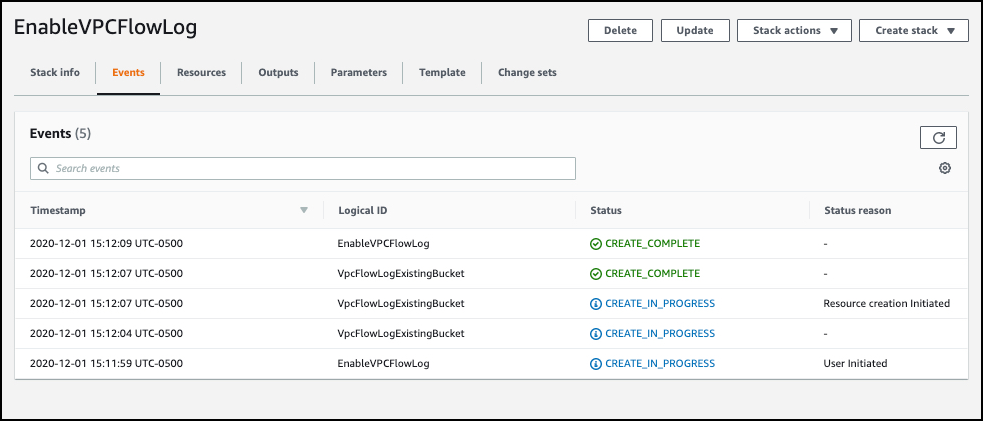 EnableVPCFlowLog
Delete Update Stack actions Create stack
Stack info Events Resources Outputs Parameters Template Change sets
Events (5)
Search events
Timestamp Logical ID Status Status reason
2020-12-01 15:12:09 UTC-0500 EnableVPCFlowLog CREATE_COMPLETE -
2020-12-01 15:12:07 UTC-0500 VpcFlowLogExistingBucket CREATE_COMPLETE -
2020-12-01 15:12:07 UTC-0500 VpcFlowLogExistingBucket CREATE_IN_PROGRESS Resource creation Initiated
2020-12-01 15:12:04 UTC-0500 VpcFlowLogExistingBucket CREATE_IN_PROGRESS -
2020-12-01 15:11:59 UTC-0500 EnableVPCFlowLog CREATE_IN_PROGRESS User Initiated